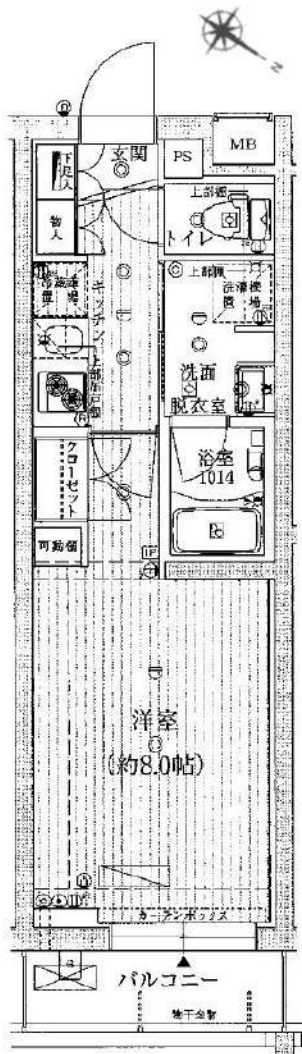 N
玄関
下足入
PS
MB
物入
上部棚
トイレ
冷蔵庫置場
キッチン
上部吊戸棚
上部棚
洗濯機置場
洗面
脱衣室
浴室
1014
クローゼット
可動棚
洋室
(約8.0帖)
カーテンボックス
バルコニー
物干金物